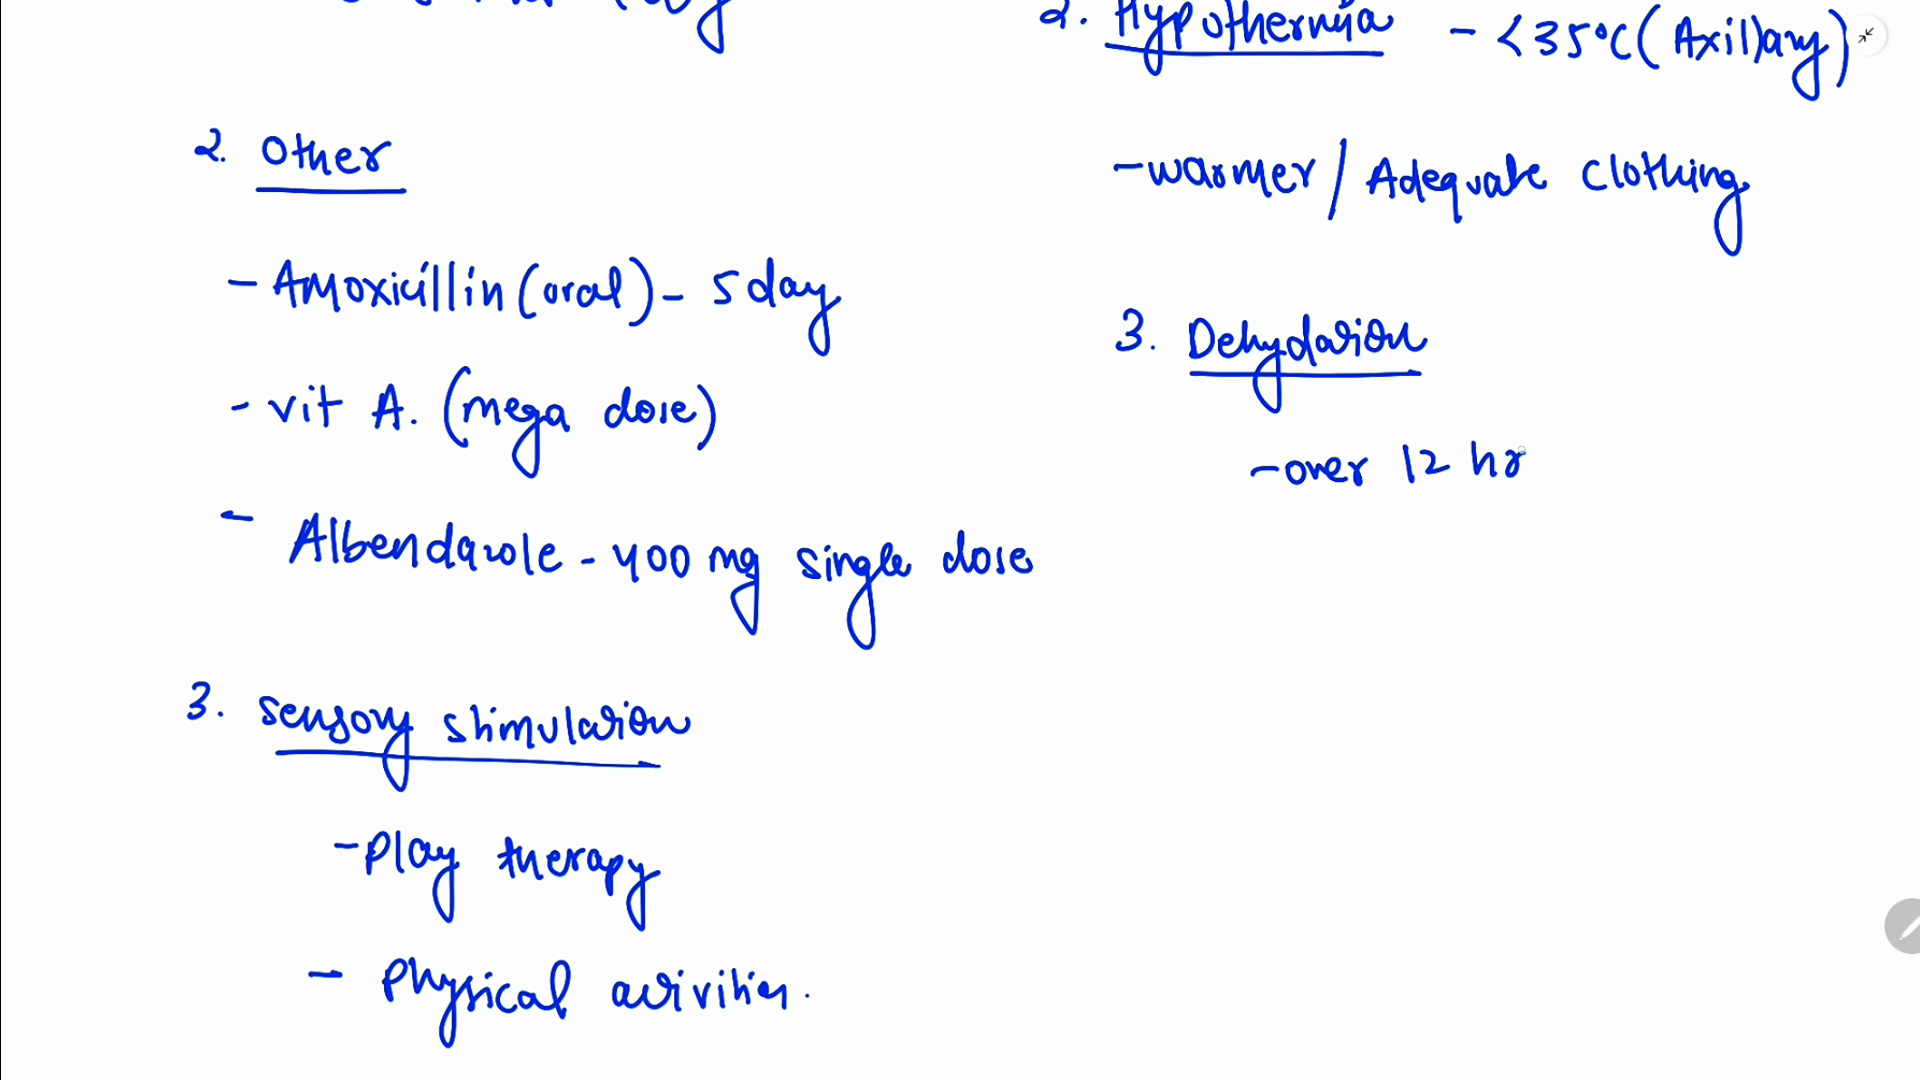 2. Other
- Amoxicillin (oral) - 5 day
- vit A. (mega dose)
- Albendazole - 400 mg single dose
3. Sensory stimulation
- Play therapy
- Physical activities.
2. Hypothermia - <35°C (Axillary)
- warmer / Adequate clothing
3. Dehydation
- over 12 hr